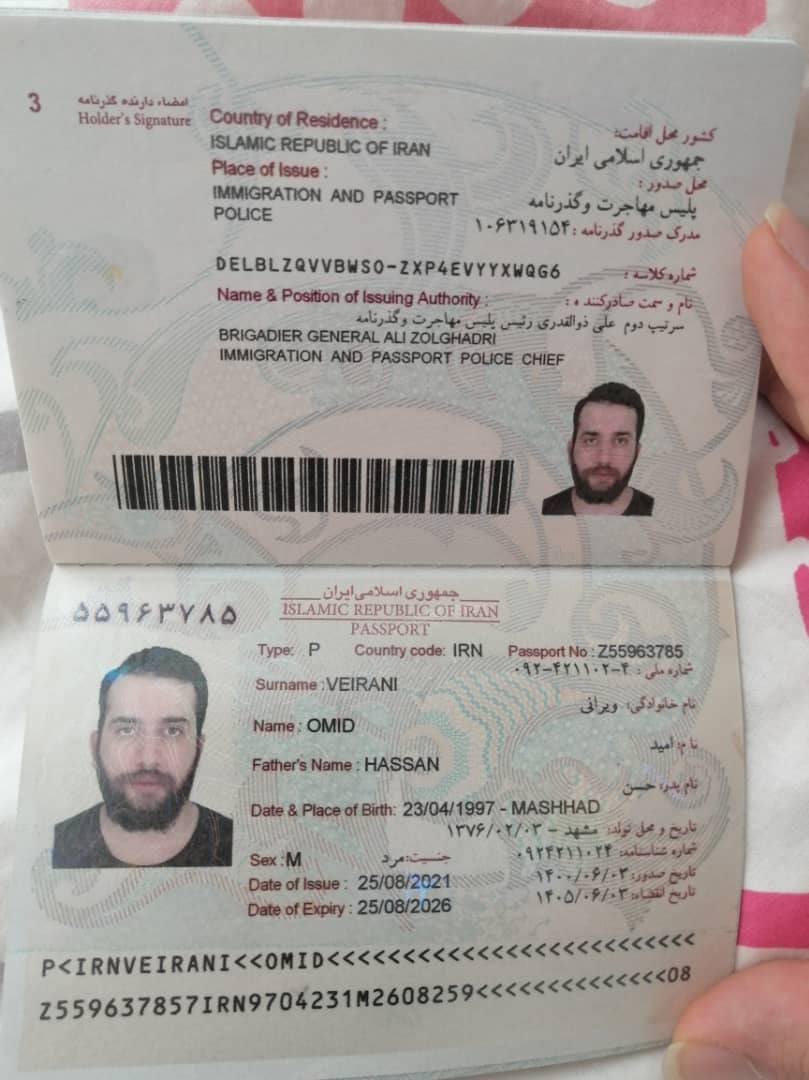 3
امضاء دارنده گذرنامه
Holder's Signature
Country of Residence :
کشور محل اقامت:
ISLAMIC REPUBLIC OF IRAN
جمهوری اسلامی ایران
Place of Issue :
محل صدور :
IMMIGRATION AND PASSPORT
POLICE
پلیس مهاجرت وگذرنامه
مدرک صدور گذرنامه : ۱۰۶۳۱۹۱۵۴
DELBLZQVVBWSO-ZXP4EVYYXWQG6
شماره کلاسه :
Name & Position of Issuing Authority :
نام و سمت صادرکننده :
سرتیپ دوم علی ذوالقدری رئیس پلیس مهاجرت وگذرنامه
BRIGADIER GENERAL ALI ZOLGHADRI
IMMIGRATION AND PASSPORT POLICE CHIEF
۵۵۹۶۳۷۸۵
جمهوری اسلامی ایران
ISLAMIC REPUBLIC OF IRAN
PASSPORT
Type: P Country code: IRN Passport No : Z55963785
شماره ملی : ۰۹۲-۴۲۱۱۰۲-۴
Surname : VEIRANI
نام خانوادگی: ویرانی
Name : OMID
نام: امید
Father's Name : HASSAN
نام پدر: حسن
Date & Place of Birth: 23/04/1997 - MASHHAD
تاریخ و محل تولد: مشهد - ۱۳۷۶/۰۲/۰۳
Sex : M
جنسیت: مرد
شماره شناسنامه: ۰۹۲۴۲۱۱۰۲۴
Date of Issue : 25/08/2021
تاریخ صدور: ۱۴۰۰/۰۶/۰۳
Date of Expiry : 25/08/2026
تاریخ انقضاء: ۱۴۰۵/۰۶/۰۳
P<IRNVEIRANI<<OMID<<<<<<<<<<<<<<<<<<<<<<<<<<
Z559637857IRN9704231M2608259<<<<<<<<<<<<<<08